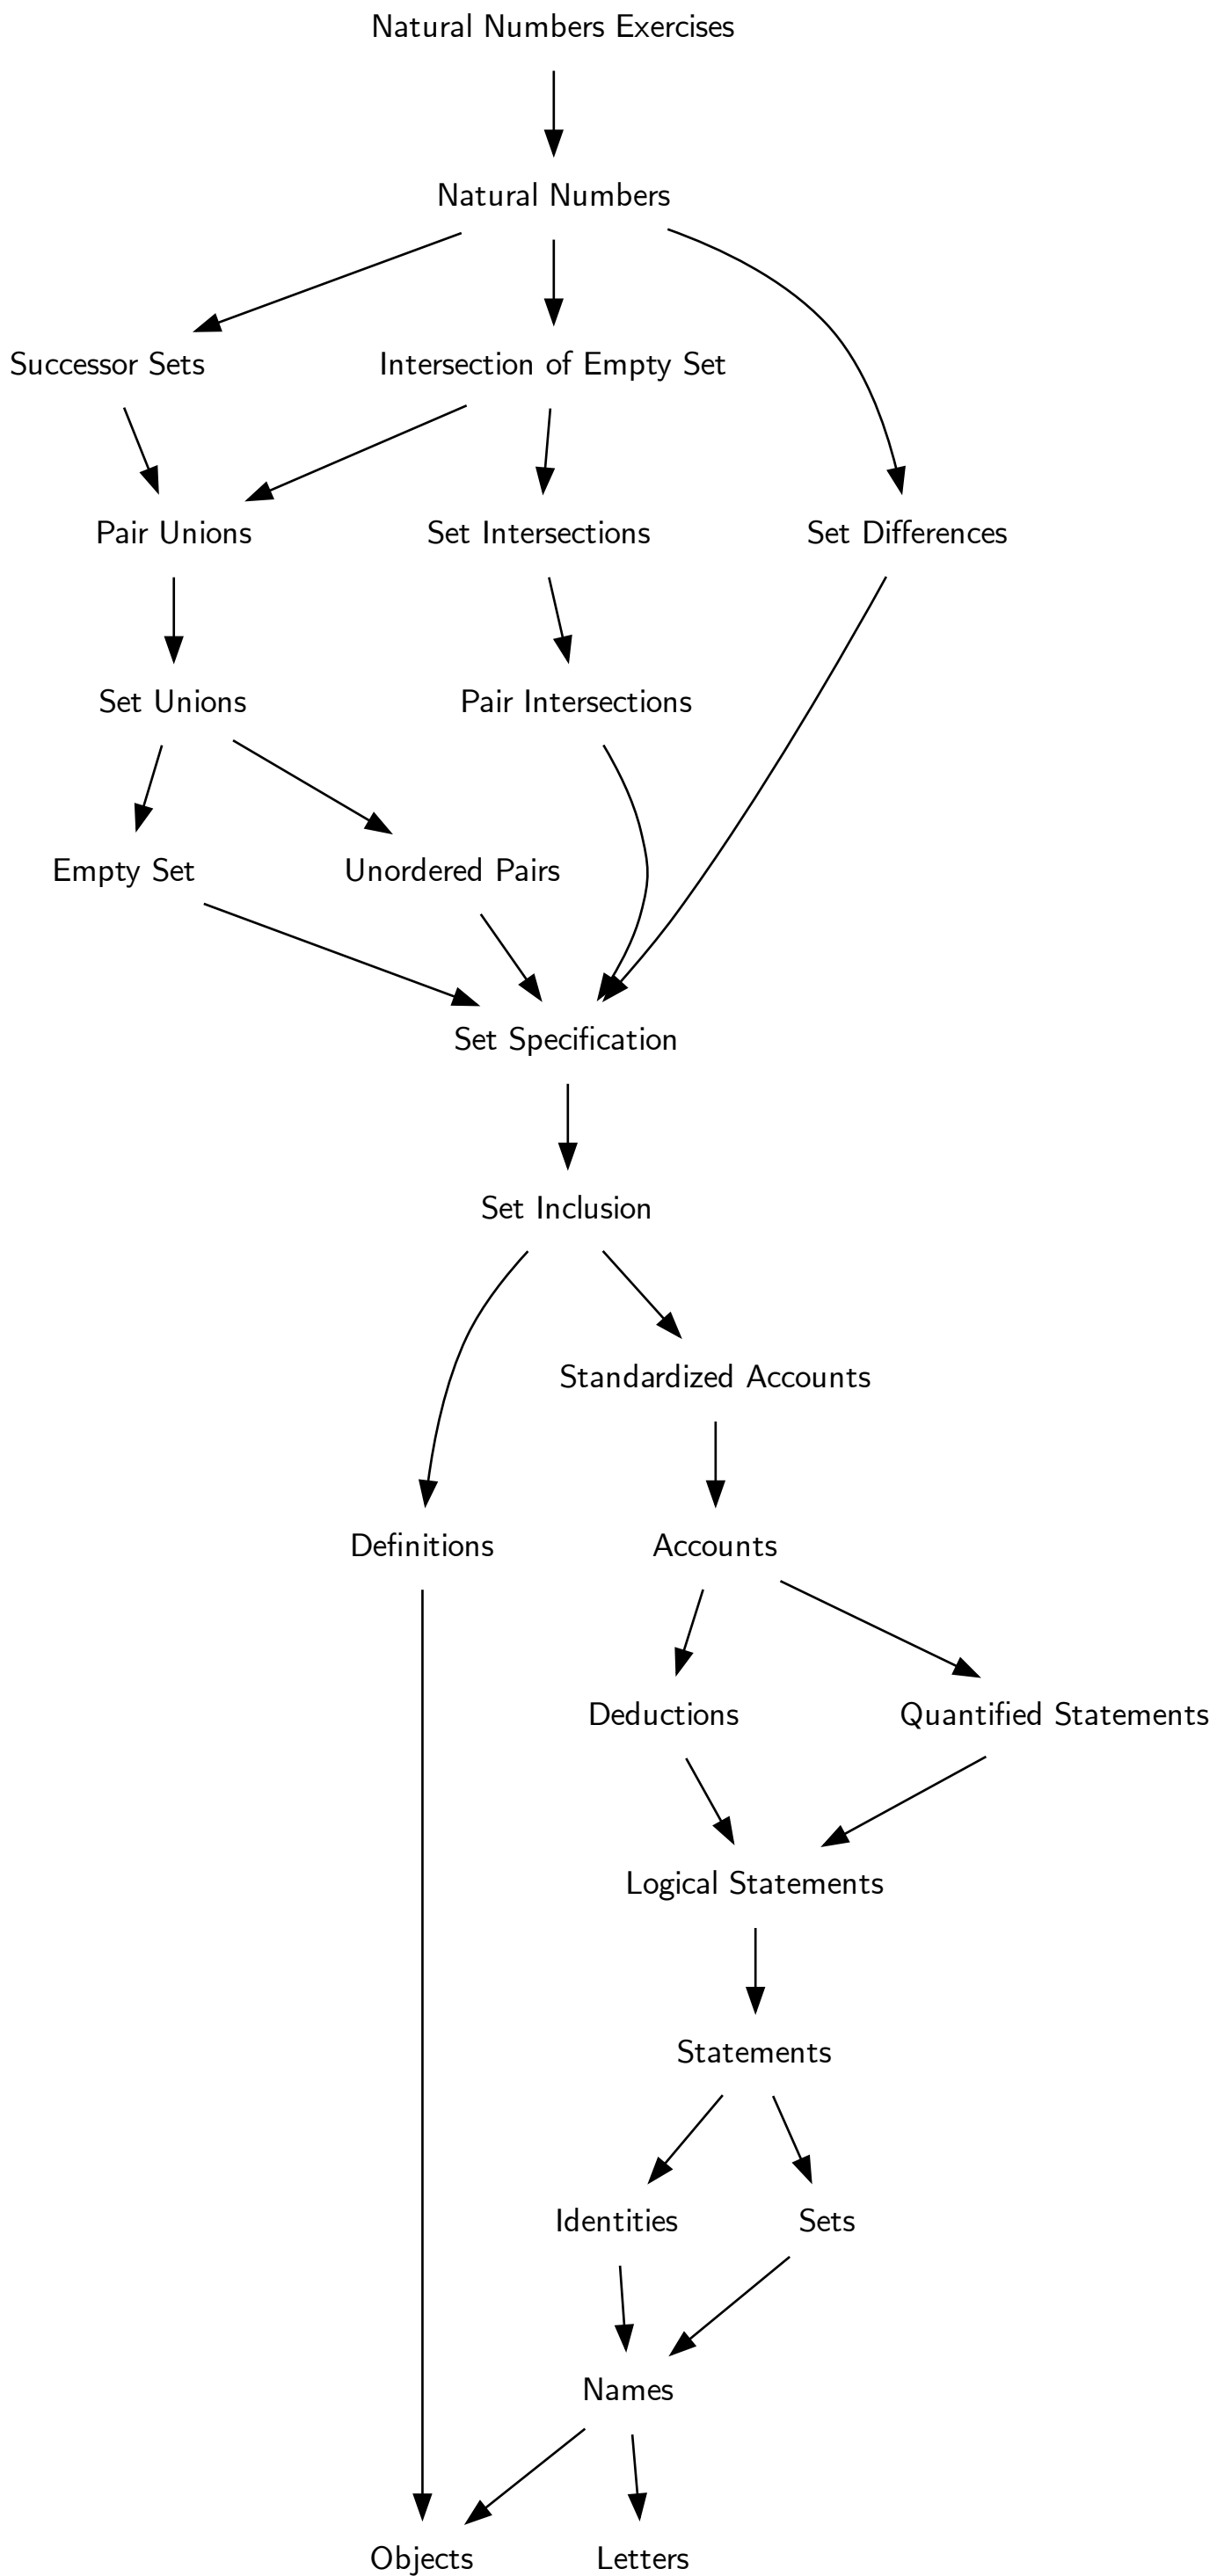 Natural Numbers Exercises
Natural Numbers
Successor Sets
Intersection of Empty Set
Pair Unions
Set Intersections
Set Differences
Set Unions
Pair Intersections
Empty Set
Unordered Pairs
Set Specification
Set Inclusion
Standardized Accounts
Definitions
Accounts
Deductions
Quantified Statements
Logical Statements
Statements
Identities
Sets
Names
Objects
Letters